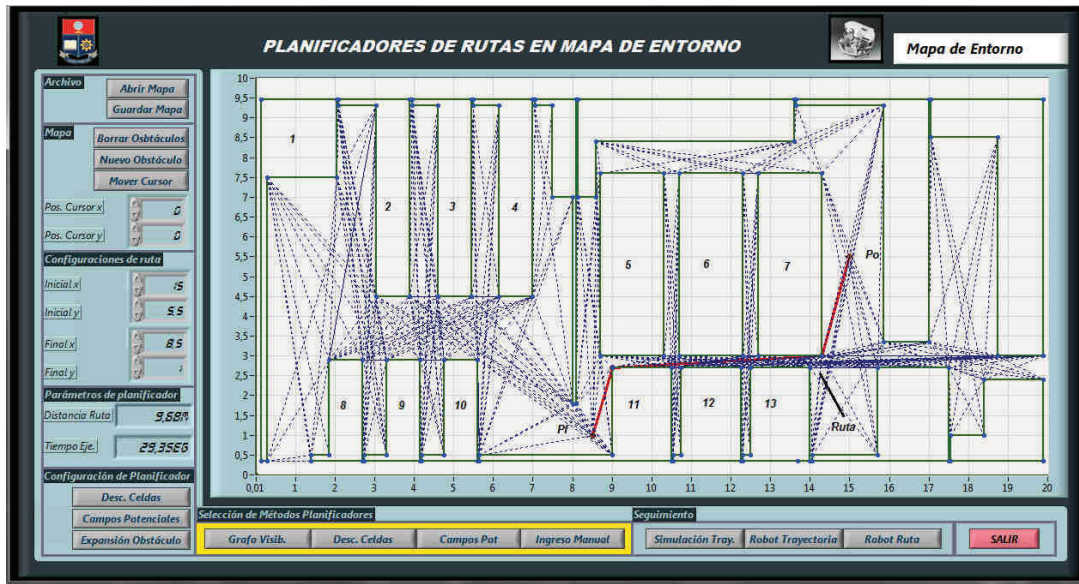 PLANIFICADORES DE RUTAS EN MAPA DE ENTORNO
Mapa de Entorno
Archivo
Abrir Mapa
Guardar Mapa
Mapa
Borrar Osbtáculos
Nuevo Obstáculo
Mover Cursor
Pos. Cursor x
0
Pos. Cursor y
0
Configuraciones de ruta
Inicial x
15
Inicial y
5.5
Final x
8.5
Final y
1
Parámetros de planificador
Distancia Ruta
9,68M
Tiempo Eje.
29,35EG
Configuración de Planificador
Desc. Celdas
Campos Potenciales
Expansión Obstáculo
10
9,5
9
8,5
8
7,5
7
6,5
6
5,5
5
4,5
4
3,5
3
2,5
2
1,5
1
0,5
0
0,01 1 2 3 4 5 6 7 8 9 10 11 12 13 14 15 16 17 18 19 20
1
2
3
4
5
6
7
Po
8
9
10
Pf
11
12
13
Ruta
Selección de Métodos Planificadores
Grafo Visib.
Desc. Celdas
Campos Pot
Ingreso Manual
Seguimiento
Simulación Tray.
Robot Trayectoria
Robot Ruta
SALIR